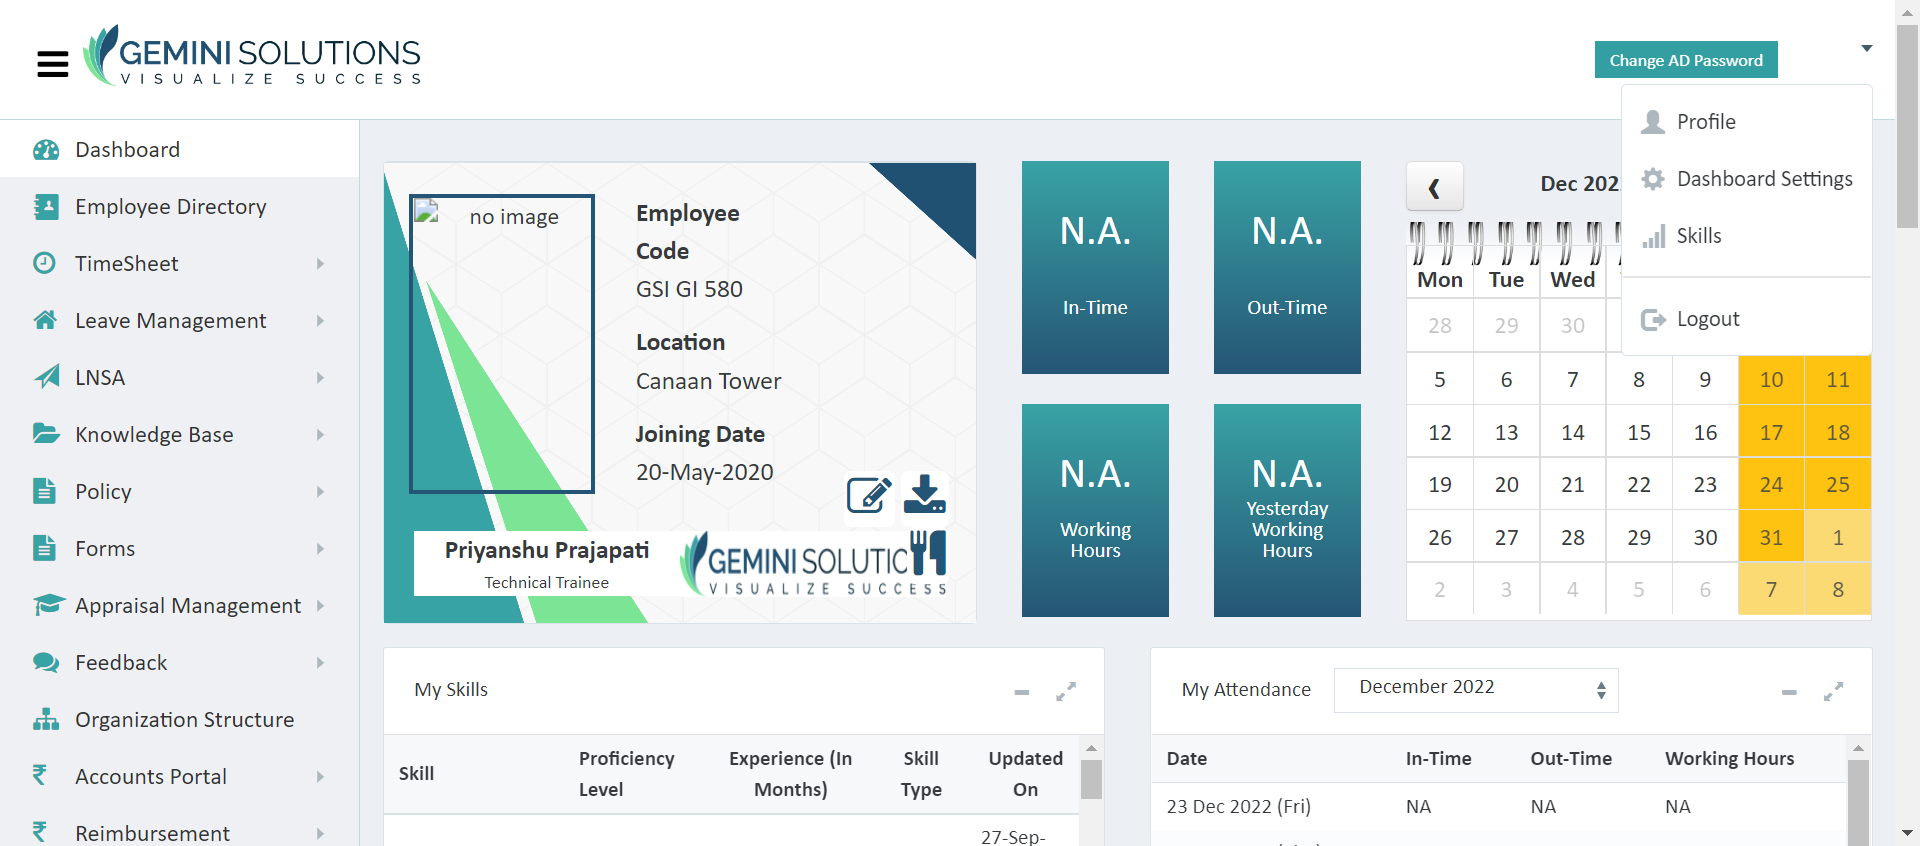 GEMINI SOLUTIONS
VISUALIZE SUCCESS
Change AD Password
Profile
Dashboard Settings
Skills
Logout
Dashboard
Employee Directory
TimeSheet
Leave Management
LNSA
Knowledge Base
Policy
Forms
Appraisal Management
Feedback
Organization Structure
Accounts Portal
Reimbursement
no image
Employee
Code
GSI GI 580
Location
Canaan Tower
Joining Date
20-May-2020
Priyanshu Prajapati
Technical Trainee
GEMINI SOLUTIC
VISUALIZE SUCCESS
N.A.
In-Time
N.A.
Out-Time
N.A.
Working
Hours
N.A.
Yesterday
Working
Hours
Dec 202
Mon Tue Wed
28 29 30
5 6 7 8 9 10 11
12 13 14 15 16 17 18
19 20 21 22 23 24 25
26 27 28 29 30 31 1
2 3 4 5 6 7 8
My Skills
Skill
Proficiency
Level
Experience (In
Months)
Skill
Type
Updated
On
27-Sep-
My Attendance
December 2022
Date In-Time Out-Time Working Hours
23 Dec 2022 (Fri) NA NA NA